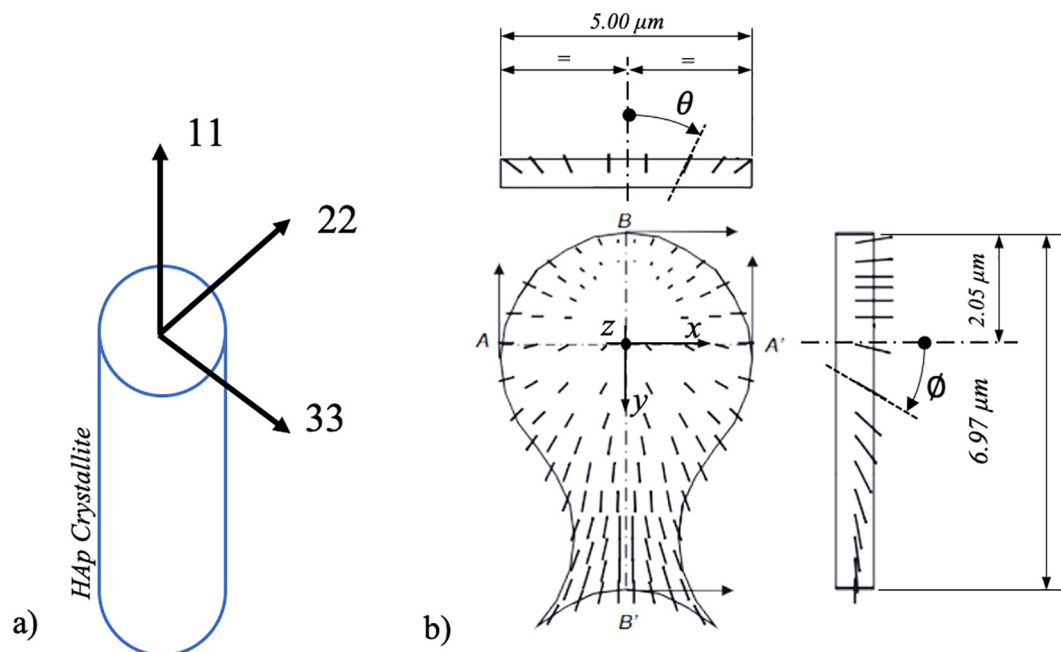 11
22
33
HAp Crystallite
a)
5.00 μm
=
=
θ
B
A
z
x
A'
y
B'
b)
2.05 μm
6.97 μm
Ø